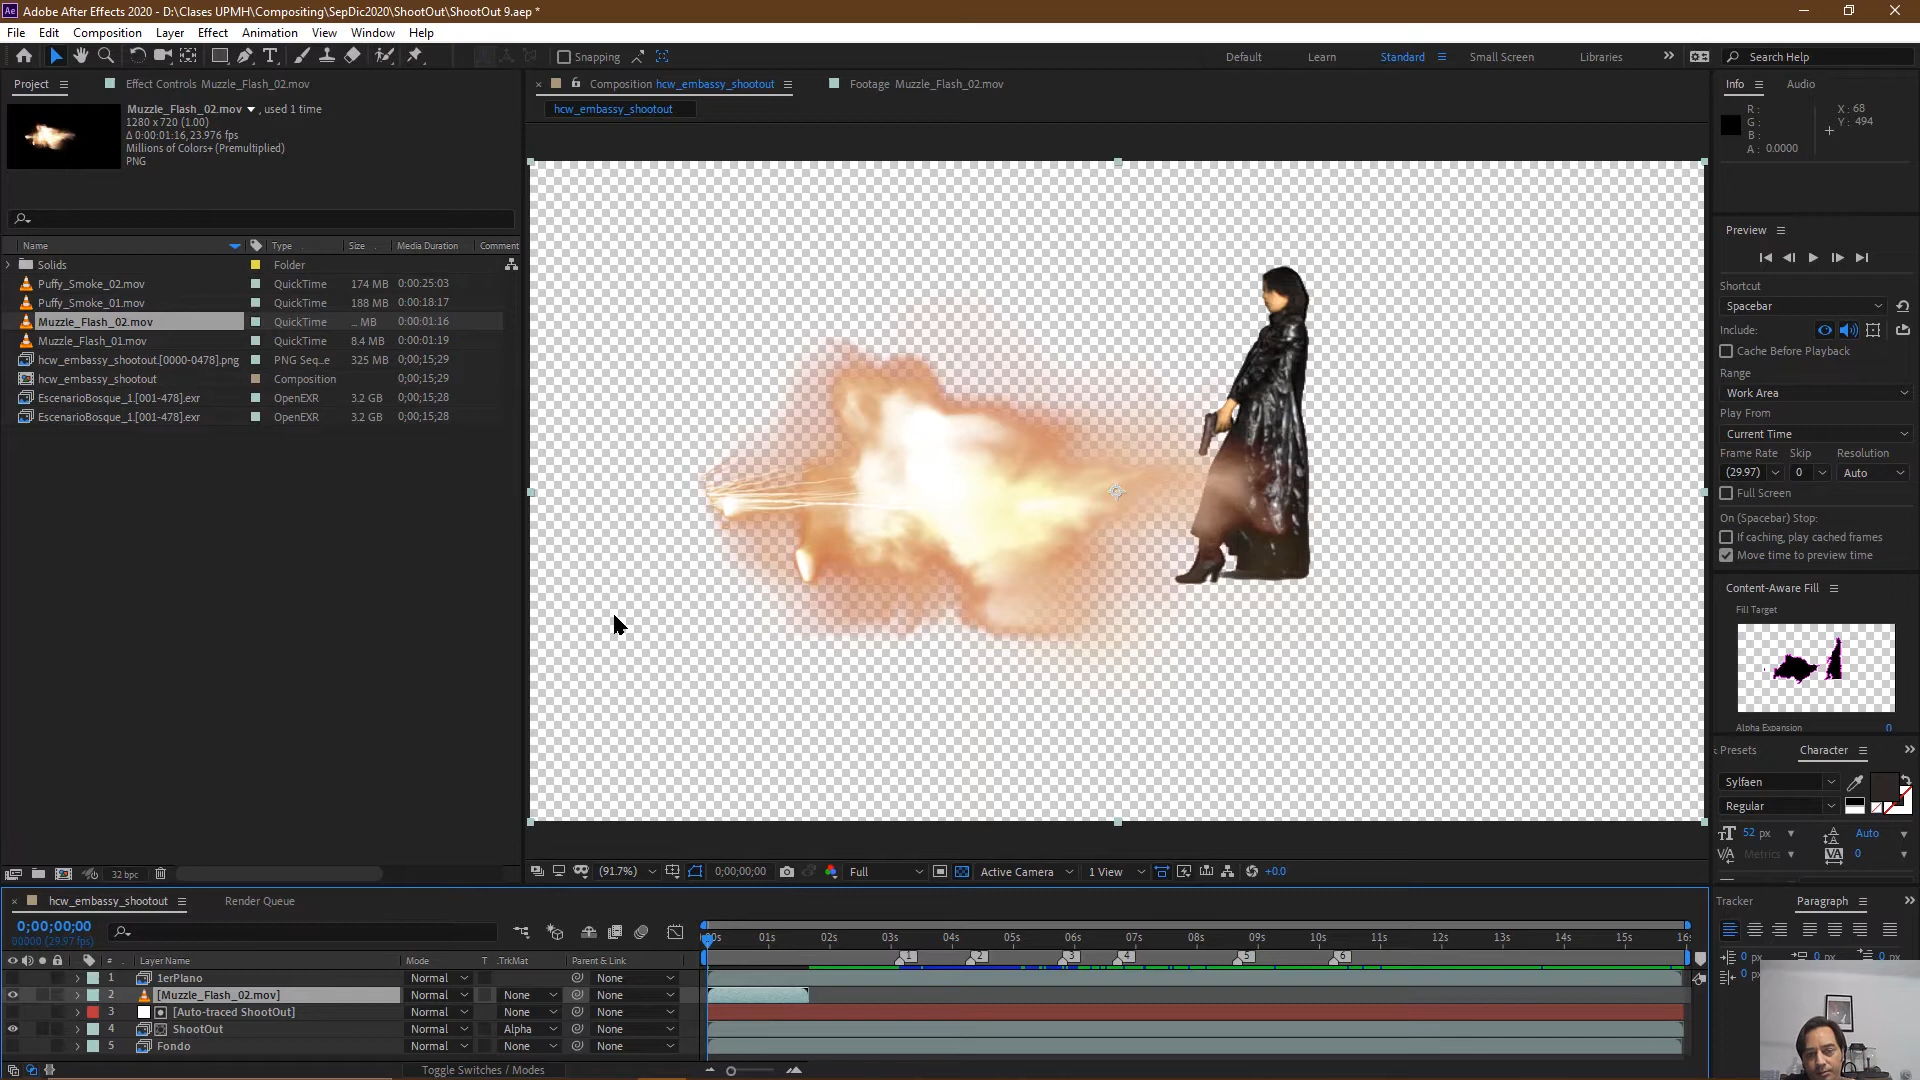 Adobe After Effects 2020 - D:\Clases UPMH\Compositing\SepDic2020\ShootOut\ShootOut 9.aep *
File Edit Composition Layer Effect Animation View Window Help
Snapping
Default Learn Standard Small Screen Libraries Search Help
Project Effect Controls Muzzle_Flash_02.mov
Composition hcw_embassy_shootout Footage Muzzle_Flash_02.mov
Info Audio
hcw_embassy_shootout
Muzzle_Flash_02.mov , used 1 time
1280 x 720 (1.00)
Δ 0:00:01:16, 23.976 fps
Millions of Colors+ (Premultiplied)
PNG
R :
G :
B :
A : 0.0000
X : 68
Y : 494
Name Type Size Media Duration Comment
Solids Folder
Puffy_Smoke_02.mov QuickTime 174 MB 0:00:25:03
Puffy_Smoke_01.mov QuickTime 188 MB 0:00:18:17
Muzzle_Flash_02.mov QuickTime ... MB 0:00:01:16
Muzzle_Flash_01.mov QuickTime 8.4 MB 0:00:01:19
hcw_embassy_shootout.[0000-0478].png PNG Seq...e 325 MB 0;00;15;29
hcw_embassy_shootout Composition 0;00;15;29
EscenarioBosque_1.[001-478].exr OpenEXR 3.2 GB 0;00;15;28
EscenarioBosque_1.[001-478].exr OpenEXR 3.2 GB 0;00;15;28
Preview
Shortcut
Spacebar
Include:
Cache Before Playback
Range
Work Area
Play From
Current Time
Frame Rate Skip Resolution
(29.97) 0 Auto
Full Screen
On (Spacebar) Stop:
If caching, play cached frames
Move time to preview time
Content-Aware Fill
Fill Target
Alpha Expansion 0
Presets Character
Sylfaen
Regular
52 px Auto
Metrics 0
32 bpc
(91.7%) 0;00;00;00 Full Active Camera 1 View +0.0
hcw_embassy_shootout Render Queue
0;00;00;00
00000 (29.97 fps)
01s 02s 03s 04s 05s 06s 07s 08s 09s 10s 11s 12s 13s 14s 15s
1 2 3 4 5 6
# Layer Name Mode T .TrkMat Parent & Link
1 1erPlano Normal None
2 [Muzzle_Flash_02.mov] Normal None None
3 [Auto-traced ShootOut] Normal None None
4 ShootOut Normal Alpha None
5 Fondo Normal None None
Toggle Switches / Modes
Tracker Paragraph
0 px 0 px 0 px
0 px 0 px